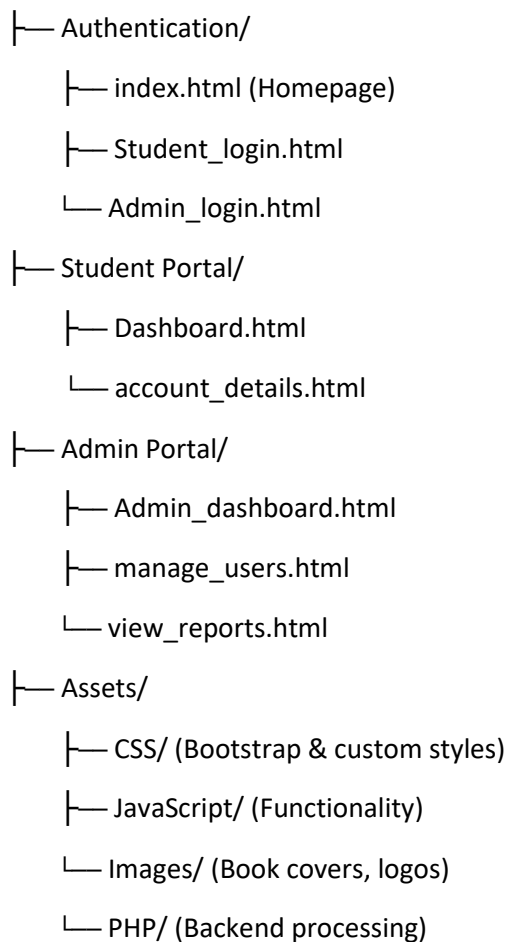 ├── Authentication/
├── index.html (Homepage)
├── Student_login.html
└── Admin_login.html
├── Student Portal/
├── Dashboard.html
└── account_details.html
├── Admin Portal/
├── Admin_dashboard.html
├── manage_users.html
└── view_reports.html
├── Assets/
├── CSS/ (Bootstrap & custom styles)
├── JavaScript/ (Functionality)
└── Images/ (Book covers, logos)
└── PHP/ (Backend processing)